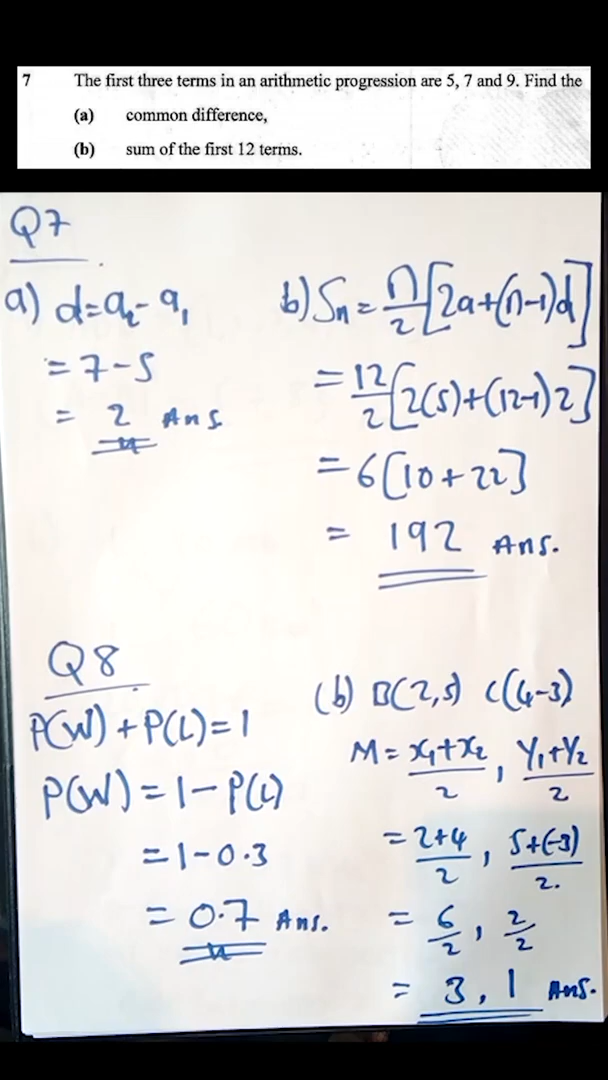 7 The first three terms in an arithmetic progression are 5, 7 and 9. Find the
(a) common difference,
(b) sum of the first 12 terms.
Q7
a) d=a₂-a₁
= 7-5
= 2 Ans
b) Sₙ = n/2[2a+(n-1)d]
= 12/2[2(5)+(12-1)2]
= 6[10+22]
= 192 Ans.
Q8
P(W)+P(L)=1
P(W)=1-P(L)
=1-0.3
= 0.7 Ans.
(b) B(2,5) C(4-3)
M= x₁+x₂/2, Y₁+Y₂/2
= 2+4/2, 5+(-3)/2.
= 6/2, 2/2
= 3, 1 Ans.